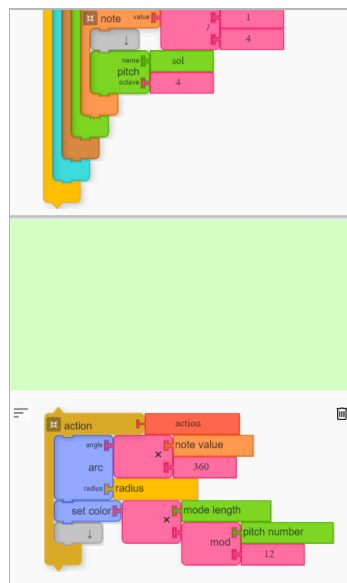 note value 1
/
4
↓
name sol
pitch
octave 4
action action
angle note value
×
360
arc
radius radius
set color mode length
×
↓ pitch number
mod
12